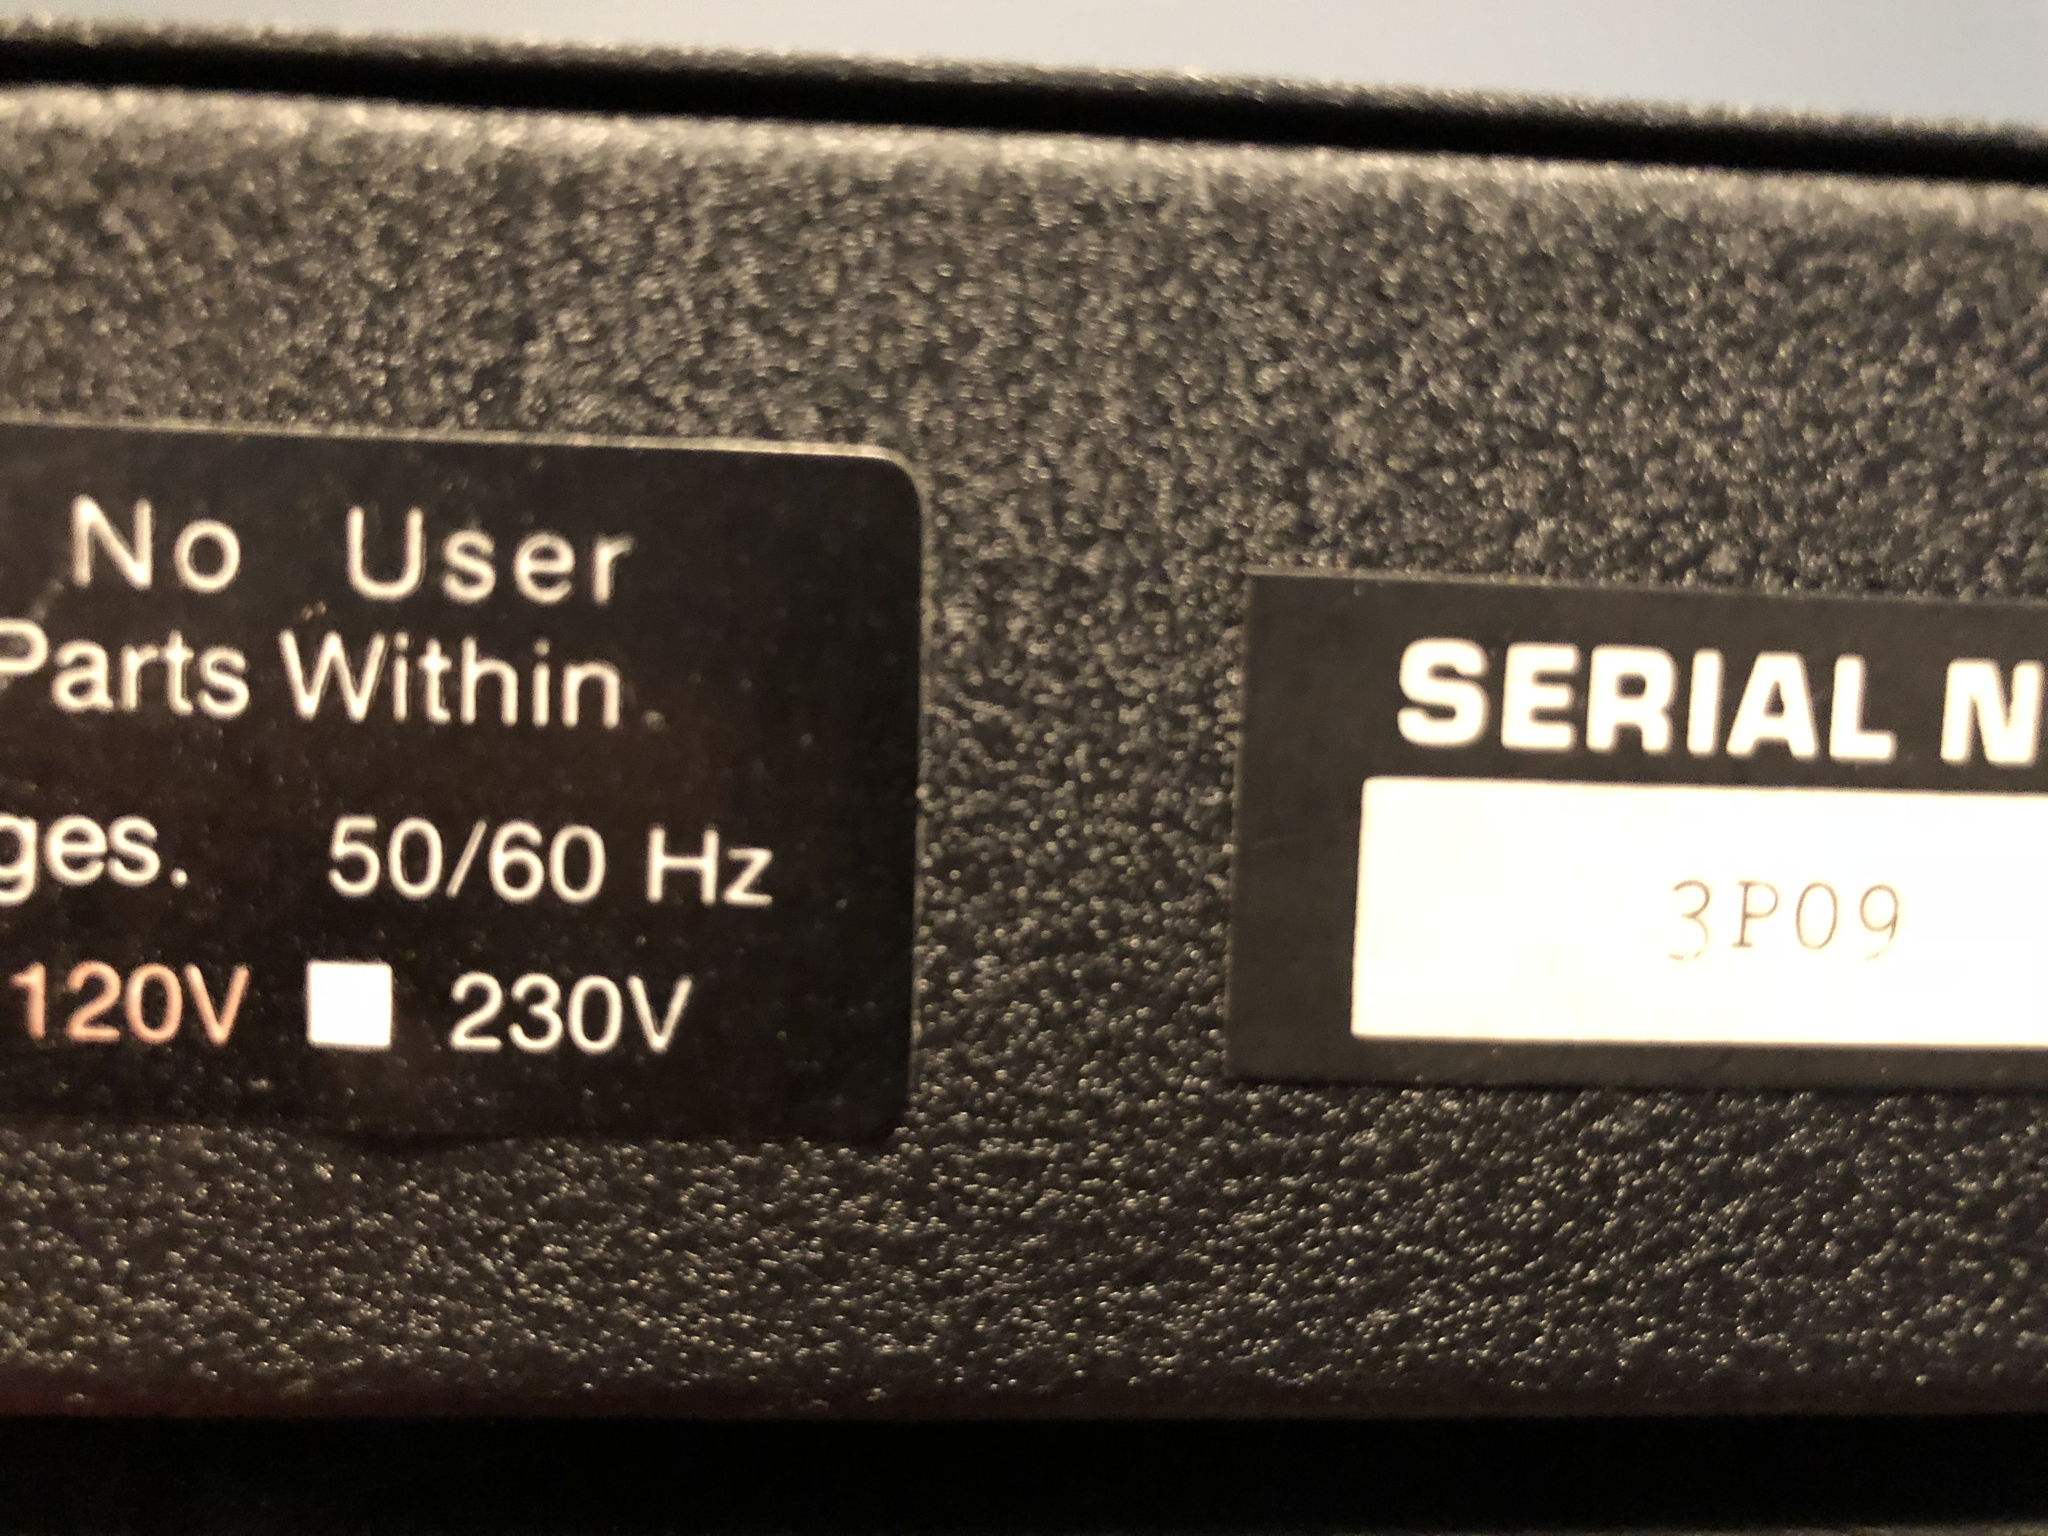 No User
Parts Within.
ges. 50/60 Hz
120V 230V
SERIAL N
3P09